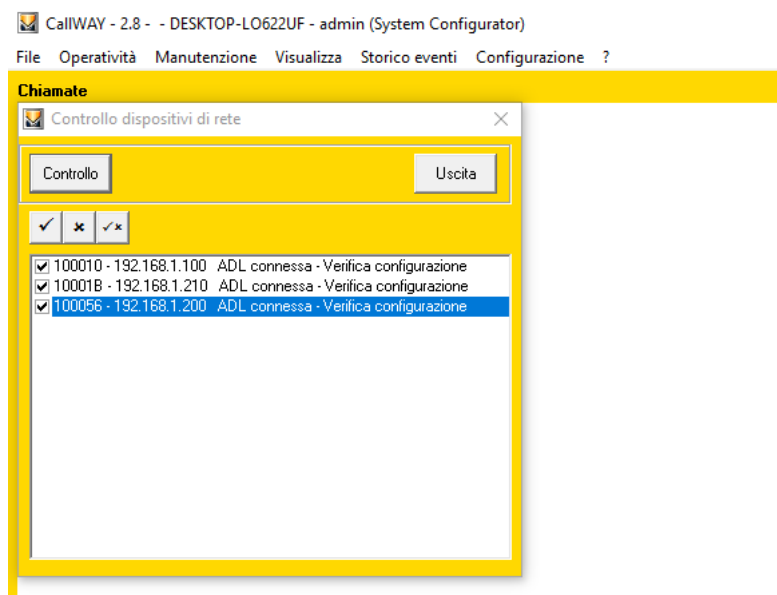 CallWAY - 2.8 -  - DESKTOP-LO622UF - admin (System Configurator)
File Operatività Manutenzione Visualizza Storico eventi Configurazione ?
Chiamate
Controllo dispositivi di rete
Controllo Uscita
100010 - 192.168.1.100 ADL connessa - Verifica configurazione
10001B - 192.168.1.210 ADL connessa - Verifica configurazione
100056 - 192.168.1.200 ADL connessa - Verifica configurazione